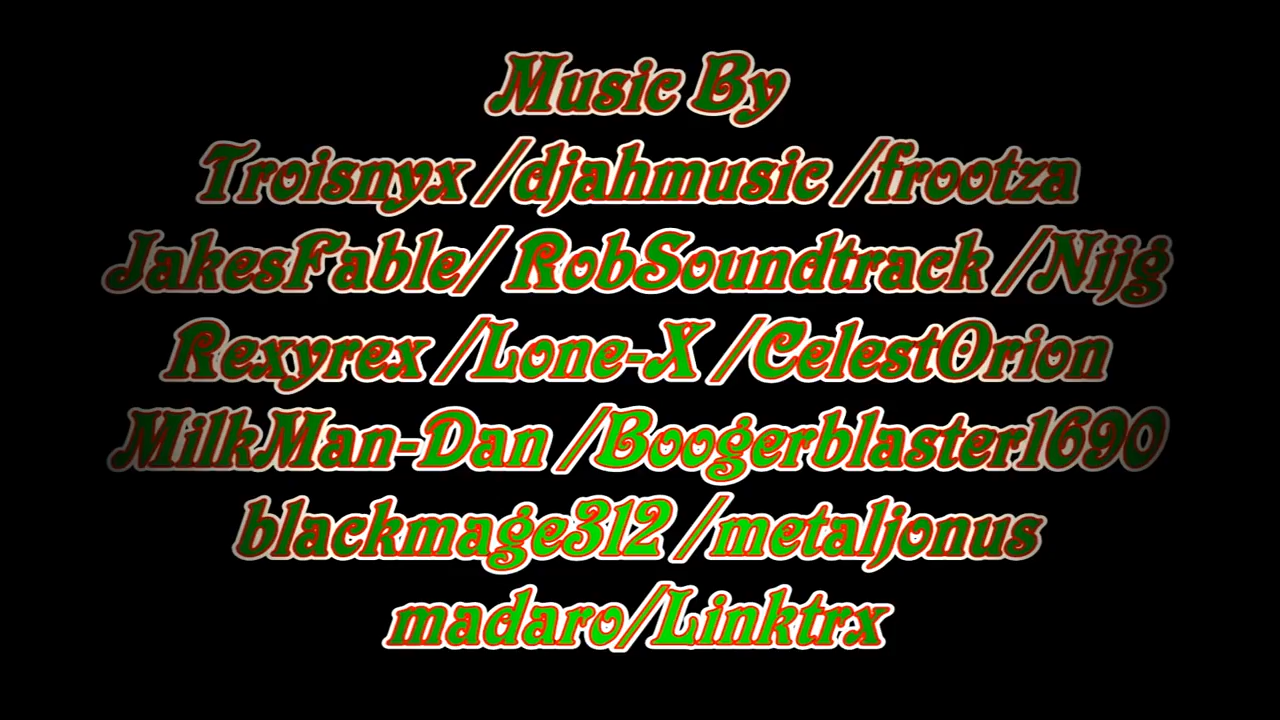 Music By
Troisnyx /djahmusic /frootza
JakesFable/ RobSoundtrack /Nijg
Rexyrex /Lone-X /CelestOrion
MilkMan-Dan /Boogerblaster1690
blackmage312 /metaljonus
madaro/Linktrx